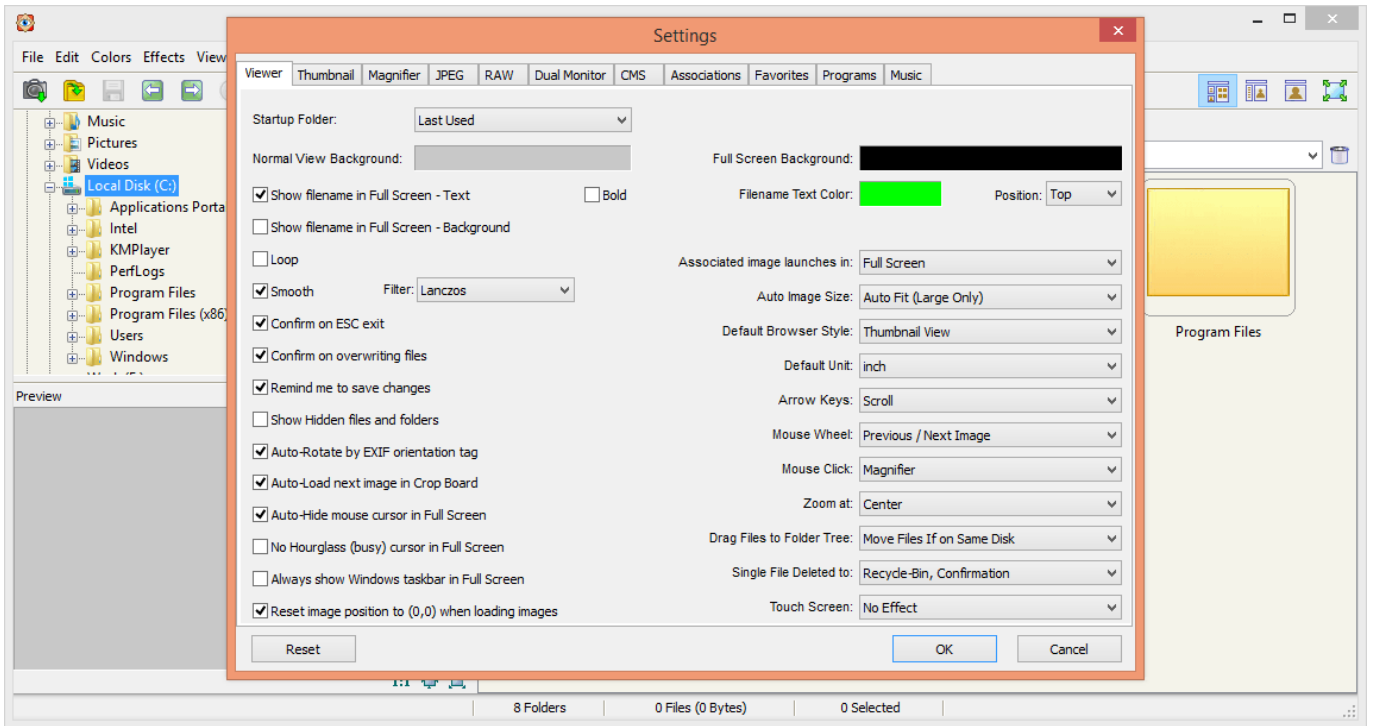 Settings
File Edit Colors Effects View
Viewer Thumbnail Magnifier JPEG RAW Dual Monitor CMS Associations Favorites Programs Music
Music
Pictures
Videos
Local Disk (C:)
Applications Porta
Intel
KMPlayer
PerfLogs
Program Files
Program Files (x86)
Users
Windows
Preview
Startup Folder: Last Used
Normal View Background:
Full Screen Background:
Show filename in Full Screen - Text
Bold
Filename Text Color:
Position: Top
Show filename in Full Screen - Background
Loop
Smooth
Filter: Lanczos
Confirm on ESC exit
Confirm on overwriting files
Remind me to save changes
Show Hidden files and folders
Auto-Rotate by EXIF orientation tag
Auto-Load next image in Crop Board
Auto-Hide mouse cursor in Full Screen
No Hourglass (busy) cursor in Full Screen
Always show Windows taskbar in Full Screen
Reset image position to (0,0) when loading images
Associated image launches in: Full Screen
Auto Image Size: Auto Fit (Large Only)
Default Browser Style: Thumbnail View
Default Unit: inch
Arrow Keys: Scroll
Mouse Wheel: Previous / Next Image
Mouse Click: Magnifier
Zoom at: Center
Drag Files to Folder Tree: Move Files If on Same Disk
Single File Deleted to: Recycle-Bin, Confirmation
Touch Screen: No Effect
Reset
OK
Cancel
Program Files
1:1
8 Folders
0 Files (0 Bytes)
0 Selected